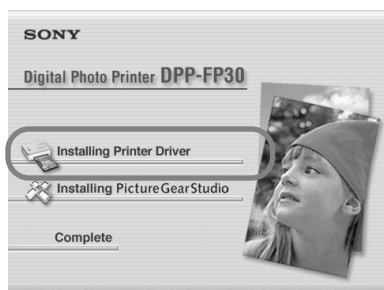 SONY
Digital Photo Printer DPP-FP30
Installing Printer Driver
Installing PictureGearStudio
Complete